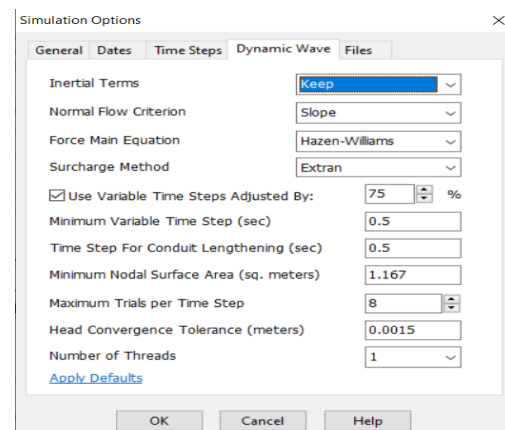 Simulation Options
General Dates Time Steps Dynamic Wave Files
Inertial Terms Keep
Normal Flow Criterion Slope
Force Main Equation Hazen-Williams
Surcharge Method Extran
Use Variable Time Steps Adjusted By: 75 %
Minimum Variable Time Step (sec) 0.5
Time Step For Conduit Lengthening (sec) 0.5
Minimum Nodal Surface Area (sq. meters) 1.167
Maximum Trials per Time Step 8
Head Convergence Tolerance (meters) 0.0015
Number of Threads 1
Apply Defaults
OK Cancel Help